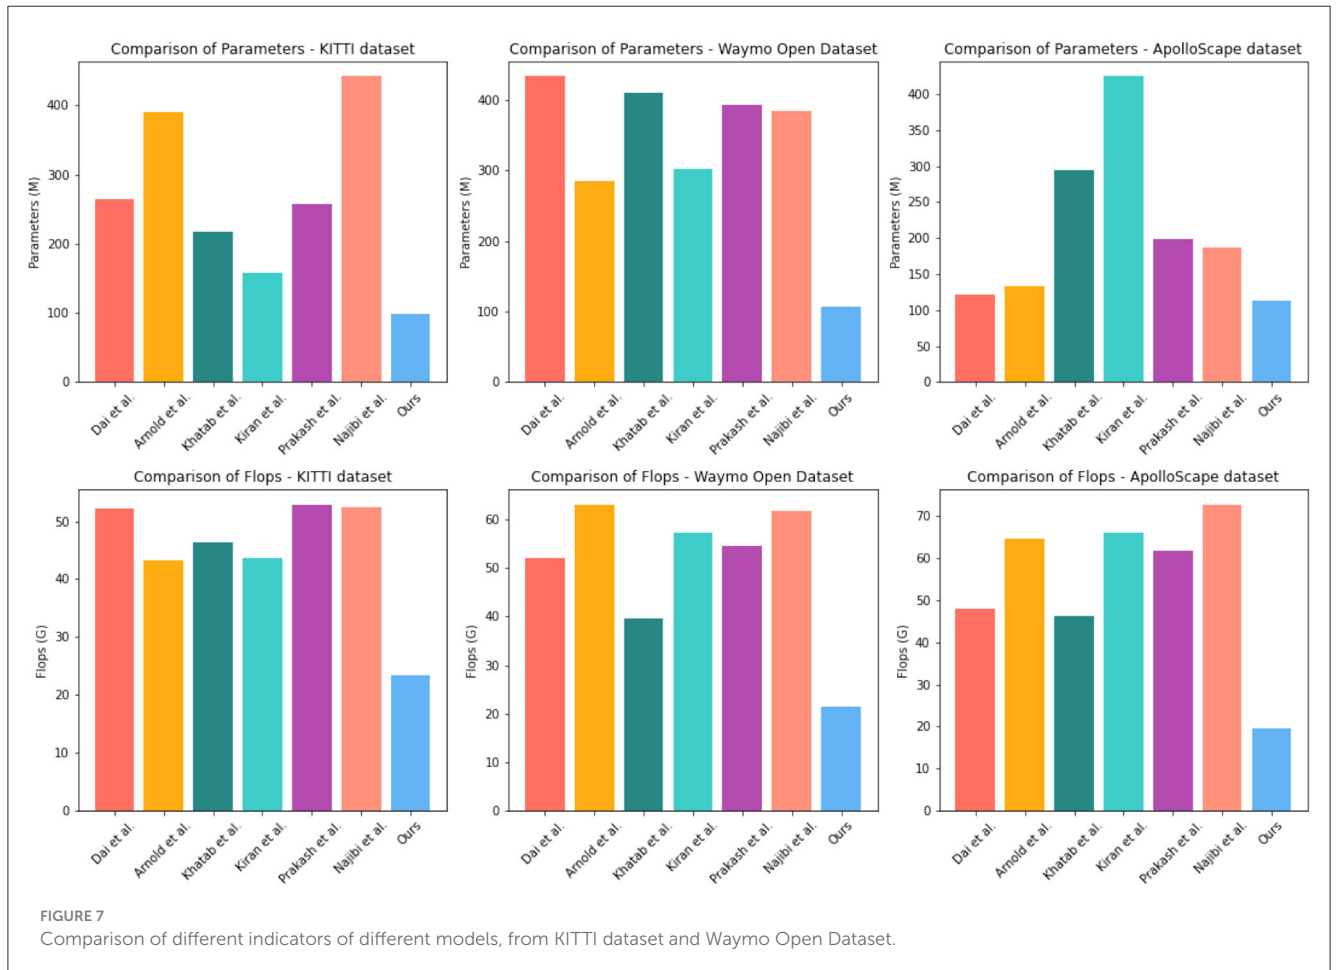 Comparison of Parameters - KITTI dataset
Parameters (M)
400
300
200
100
0
Dai et al.
Arnold et al.
Khatab et al.
Kiran et al.
Prakash et al.
Najibi et al.
Ours
Comparison of Parameters - Waymo Open Dataset
Parameters (M)
400
300
200
100
0
Dai et al.
Arnold et al.
Khatab et al.
Kiran et al.
Prakash et al.
Najibi et al.
Ours
Comparison of Parameters - ApolloScape dataset
Parameters (M)
400
350
300
250
200
150
100
50
0
Dai et al.
Arnold et al.
Khatab et al.
Kiran et al.
Prakash et al.
Najibi et al.
Ours
Comparison of Flops - KITTI dataset
Flops (G)
50
40
30
20
10
0
Dai et al.
Arnold et al.
Khatab et al.
Kiran et al.
Prakash et al.
Najibi et al.
Ours
Comparison of Flops - Waymo Open Dataset
Flops (G)
60
50
40
30
20
10
0
Dai et al.
Arnold et al.
Khatab et al.
Kiran et al.
Prakash et al.
Najibi et al.
Ours
Comparison of Flops - ApolloScape dataset
Flops (G)
70
60
50
40
30
20
10
0
Dai et al.
Arnold et al.
Khatab et al.
Kiran et al.
Prakash et al.
Najibi et al.
Ours
FIGURE 7
Comparison of different indicators of different models, from KITTI dataset and Waymo Open Dataset.